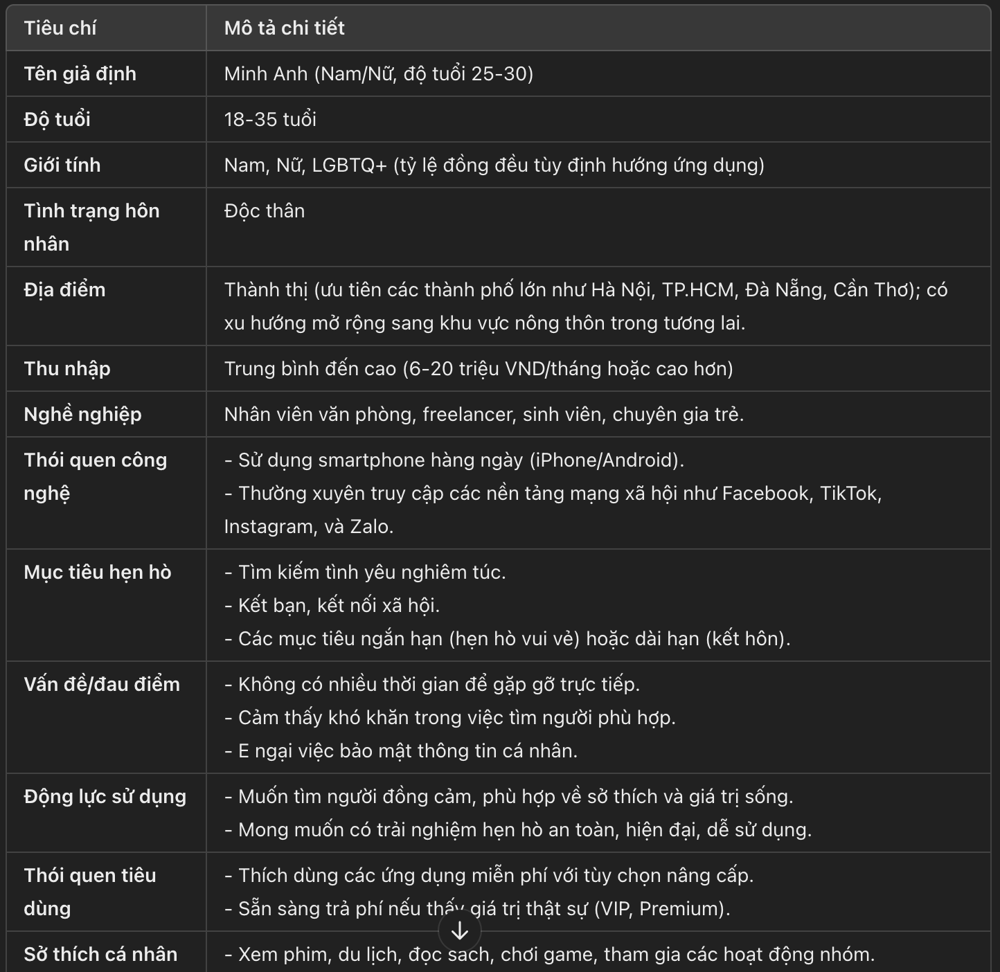 Tiêu chí
Mô tả chi tiết
Tên giả định
Minh Anh (Nam/Nữ, độ tuổi 25-30)
Độ tuổi
18-35 tuổi
Giới tính
Nam, Nữ, LGBTQ+ (tỷ lệ đồng đều tùy định hướng ứng dụng)
Tình trạng hôn
nhân
Độc thân
Địa điểm
Thành thị (ưu tiên các thành phố lớn như Hà Nội, TP.HCM, Đà Nẵng, Cần Thơ); có
xu hướng mở rộng sang khu vực nông thôn trong tương lai.
Thu nhập
Trung bình đến cao (6-20 triệu VND/tháng hoặc cao hơn)
Nghề nghiệp
Nhân viên văn phòng, freelancer, sinh viên, chuyên gia trẻ.
Thói quen công
nghệ
- Sử dụng smartphone hàng ngày (iPhone/Android).
- Thường xuyên truy cập các nền tảng mạng xã hội như Facebook, TikTok,
Instagram, và Zalo.
Mục tiêu hẹn hò
- Tìm kiếm tình yêu nghiêm túc.
- Kết bạn, kết nối xã hội.
- Các mục tiêu ngắn hạn (hẹn hò vui vẻ) hoặc dài hạn (kết hôn).
Vấn đề/đau điểm
- Không có nhiều thời gian để gặp gỡ trực tiếp.
- Cảm thấy khó khăn trong việc tìm người phù hợp.
- E ngại việc bảo mật thông tin cá nhân.
Động lực sử dụng
- Muốn tìm người đồng cảm, phù hợp về sở thích và giá trị sống.
- Mong muốn có trải nghiệm hẹn hò an toàn, hiện đại, dễ sử dụng.
Thói quen tiêu
dùng
- Thích dùng các ứng dụng miễn phí với tùy chọn nâng cấp.
- Sẵn sàng trả phí nếu thấy giá trị thật sự (VIP, Premium).
Sở thích cá nhân
- Xem phim, du lịch, đọc sách, chơi game, tham gia các hoạt động nhóm.